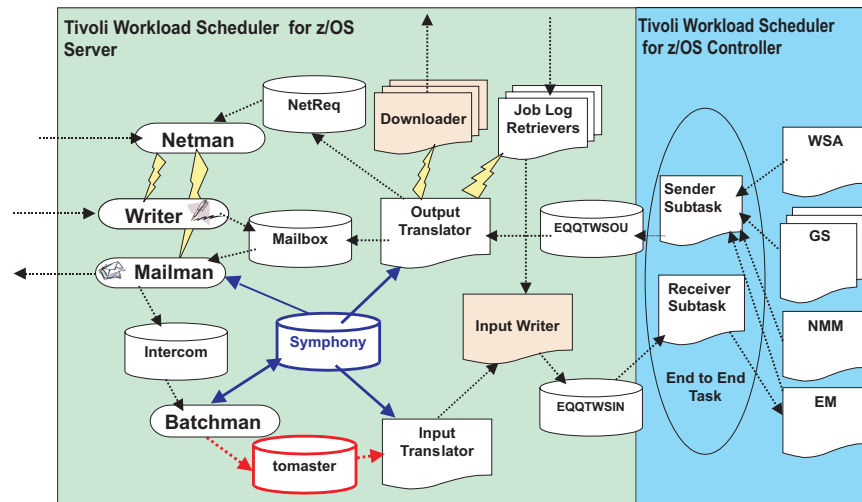 Tivoli Workload Scheduler for z/OS
Server
Tivoli Workload Scheduler
for z/OS Controller
NetReq
Downloader
Job Log
Retrievers
Netman
WSA
Sender
Subtask
Writer
Output
Translator
EQQTWSOU
GS
Mailbox
Mailman
Receiver
Subtask
Input Writer
NMM
Symphony
Intercom
End to End
Task
EQQTWSIN
EM
Batchman
Input
Translator
tomaster